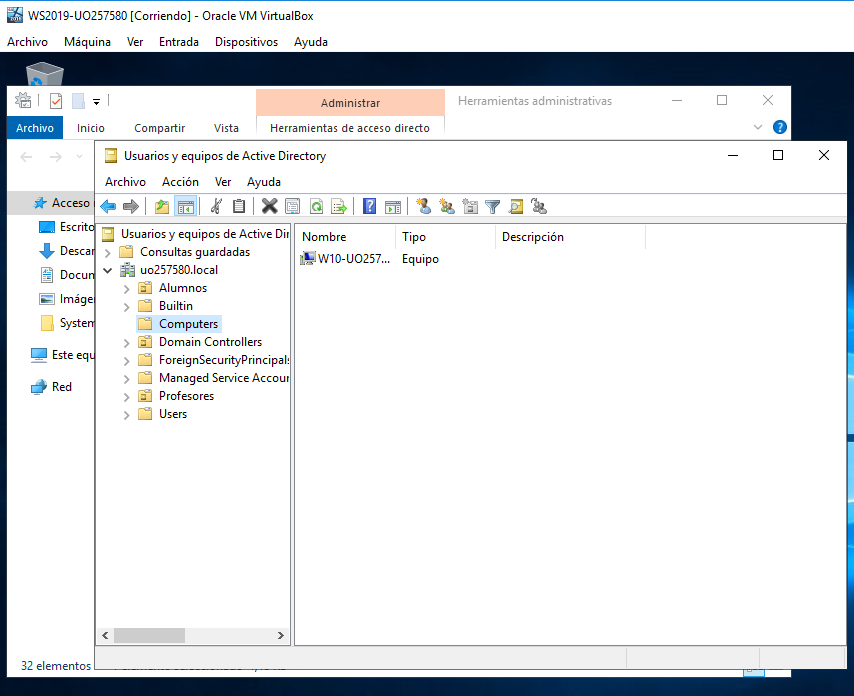 WS2019-UO257580 [Corriendo] - Oracle VM VirtualBox
Archivo Máquina Ver Entrada Dispositivos Ayuda
Administrar Herramientas administrativas
Archivo Inicio Compartir Vista Herramientas de acceso directo
Usuarios y equipos de Active Directory
Archivo Acción Ver Ayuda
Acceso
Escrito
Descar
Docum
Imáge
System
Este equ
Red
Usuarios y equipos de Active Dir
Consultas guardadas
uo257580.local
Alumnos
Builtin
Computers
Domain Controllers
ForeignSecurityPrincipals
Managed Service Accour
Profesores
Users
Nombre Tipo Descripción
W10-UO257... Equipo
32 elementos